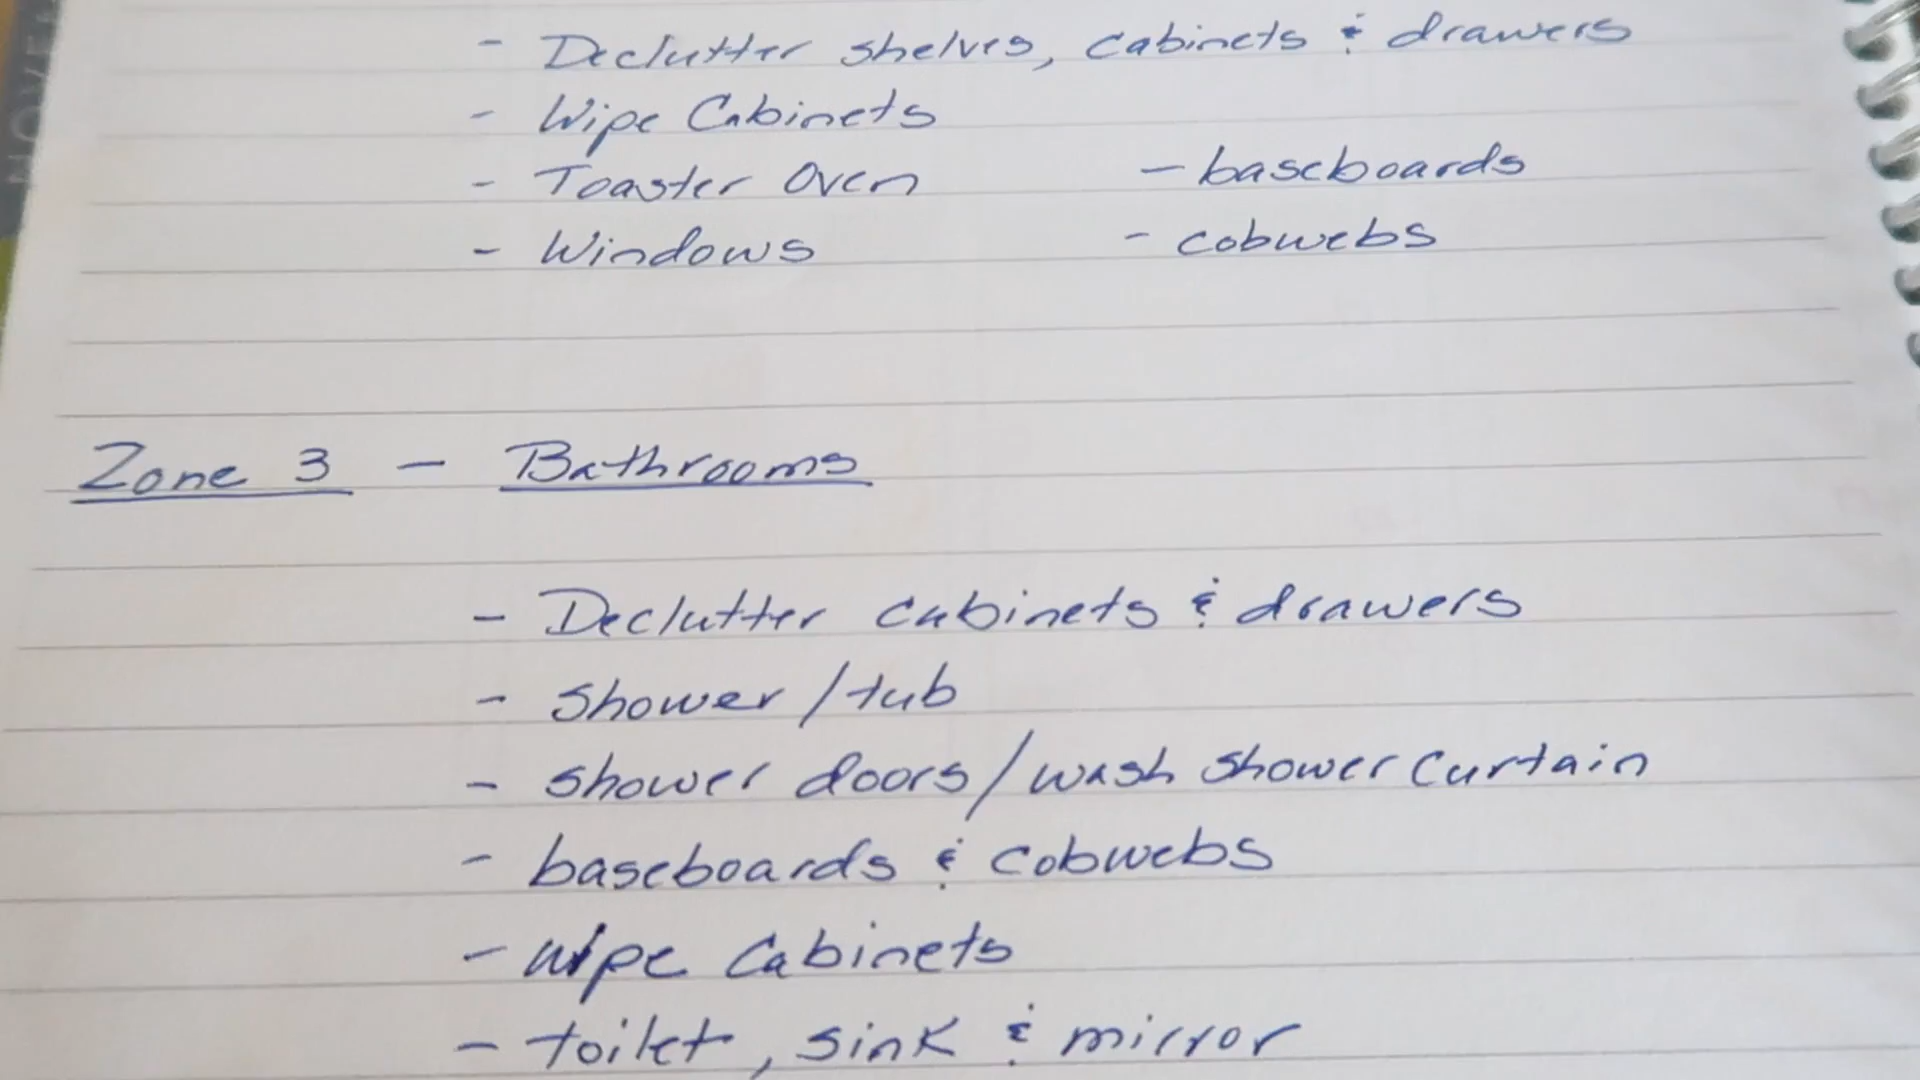 - Declutter shelves, cabinets & drawers
- Wipe Cabinets
- Toaster Oven - baseboards
- Windows - cobwebs
Zone 3 - Bathrooms
- Declutter cabinets & drawers
- Shower/tub
- shower doors/wash shower curtain
- baseboards & cobwebs
- wipe cabinets
- toilet, sink & mirror